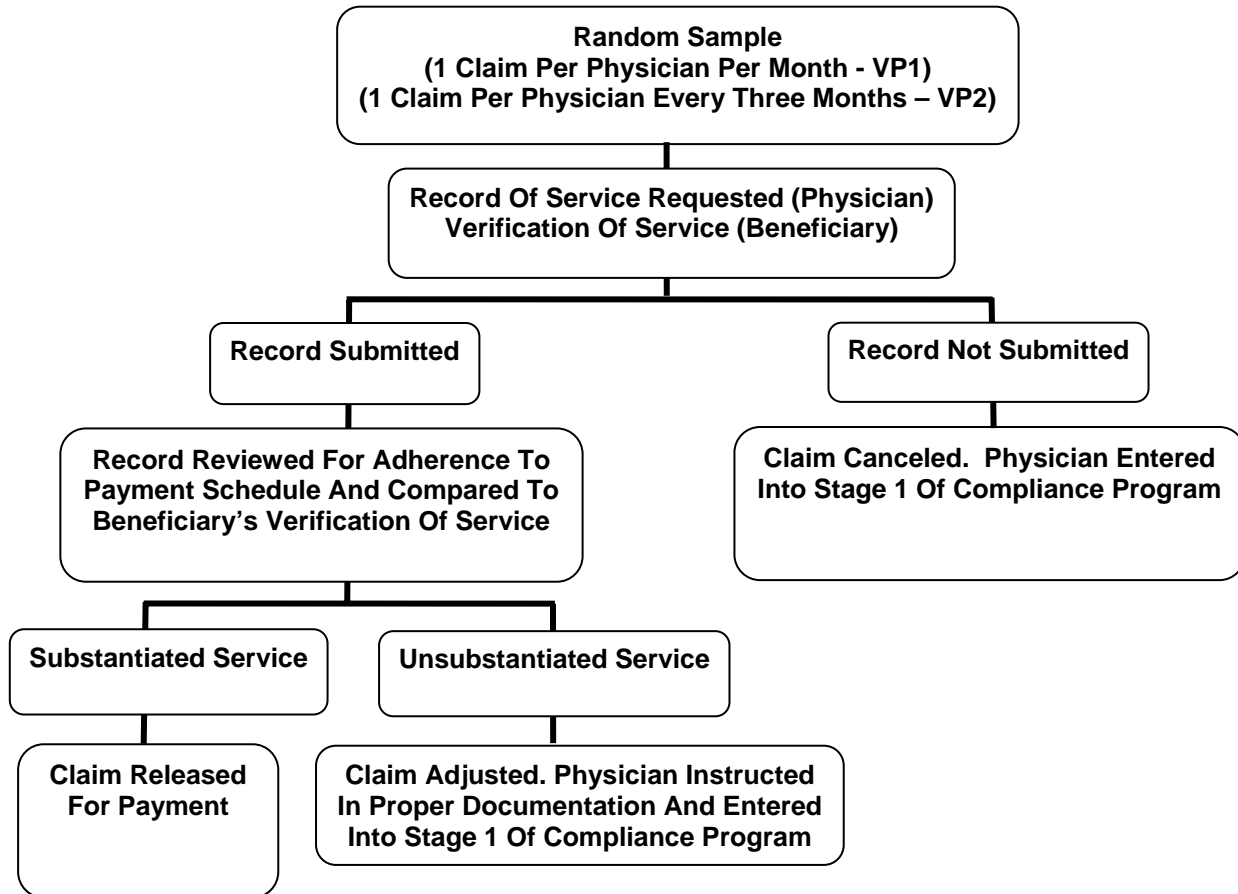 Random Sample
(1 Claim Per Physician Per Month - VP1)
(1 Claim Per Physician Every Three Months – VP2)
Record Of Service Requested (Physician)
Verification Of Service (Beneficiary)
Record Submitted
Record Not Submitted
Record Reviewed For Adherence To
Payment Schedule And Compared To
Beneficiary’s Verification Of Service
Claim Canceled.  Physician Entered
Into Stage 1 Of Compliance Program
Substantiated Service
Unsubstantiated Service
Claim Released
For Payment
Claim Adjusted. Physician Instructed
In Proper Documentation And Entered
Into Stage 1 Of Compliance Program